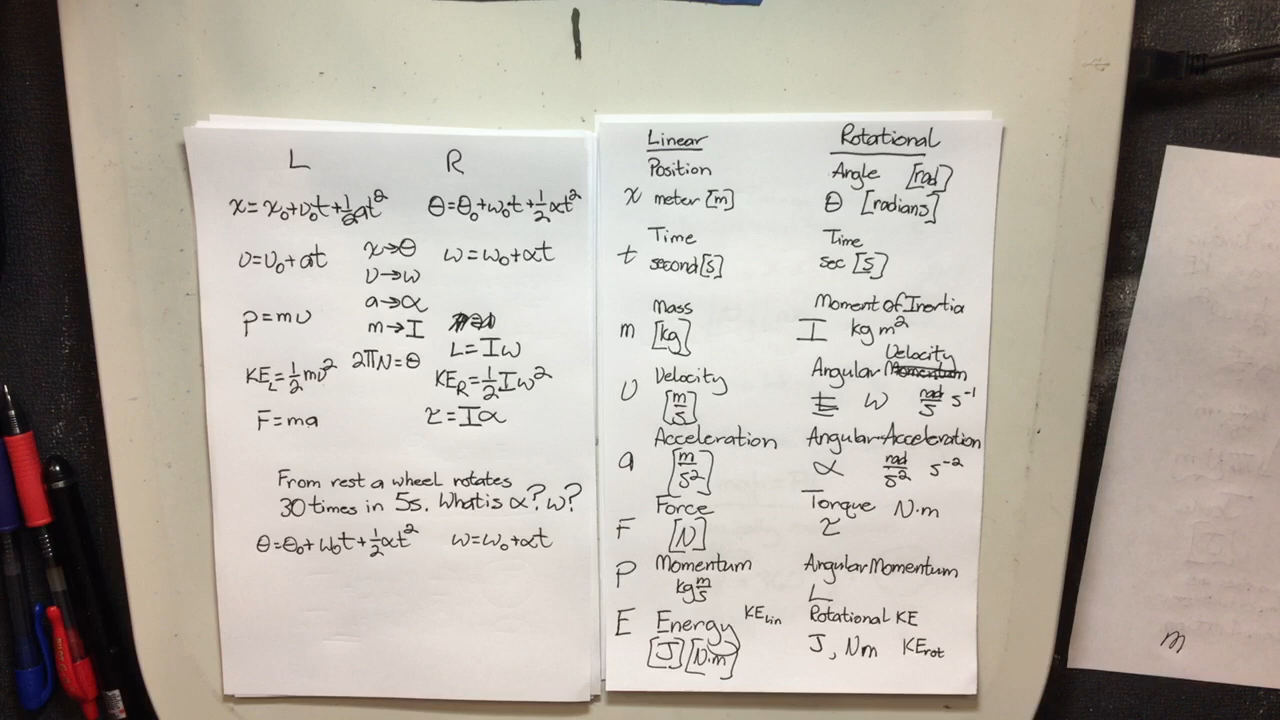 L R
x=x₀+v₀t+½at² θ=θ₀+ω₀t+½αt²
v=v₀+at x→θ ω=ω₀+αt
v→ω
a→α
p=mv m→I
L=Iω
KE_L=½mv² 2πN=θ KE_R=½Iω²
F=ma τ=Iα
From rest a wheel rotates
30 times in 5s. What is α? ω?
θ=θ₀+ω₀t+½αt² ω=ω₀+αt
Linear Rotational
Position Angle [rad]
x meter [m] θ [radians]
Time Time
t second [s] sec [s]
Mass Moment of Inertia
m [kg] I kg m²
Velocity Angular Momentum Velocity
v [m/s] ω rad/s s⁻¹
Acceleration Angular Acceleration
a [m/s²] α rad/s² s⁻²
Force Torque N·m
F [N] τ
P Momentum Angular Momentum
kg m/s L
E Energy KE_lin Rotational KE
[J] [N·m] J, Nm KE_rot
m